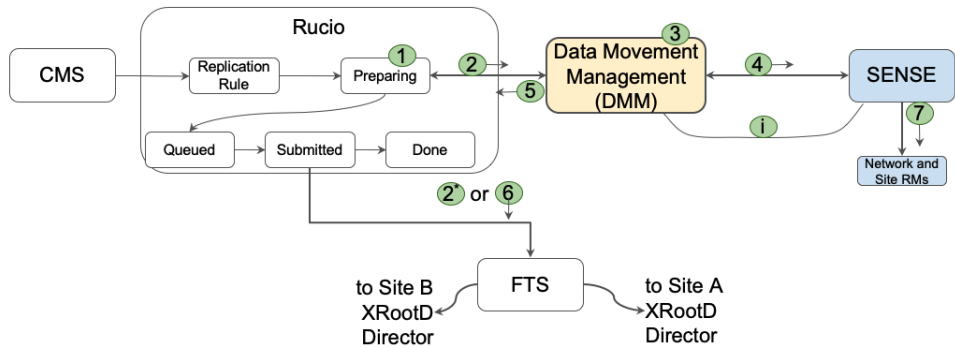 Rucio
CMS
Replication
Rule
1
Preparing
2
5
3
Data Movement
Management
(DMM)
4
SENSE
i
7
Network and
Site RMs
Queued
Submitted
Done
2* or 6
FTS
to Site B
XRootD
Director
to Site A
XRootD
Director